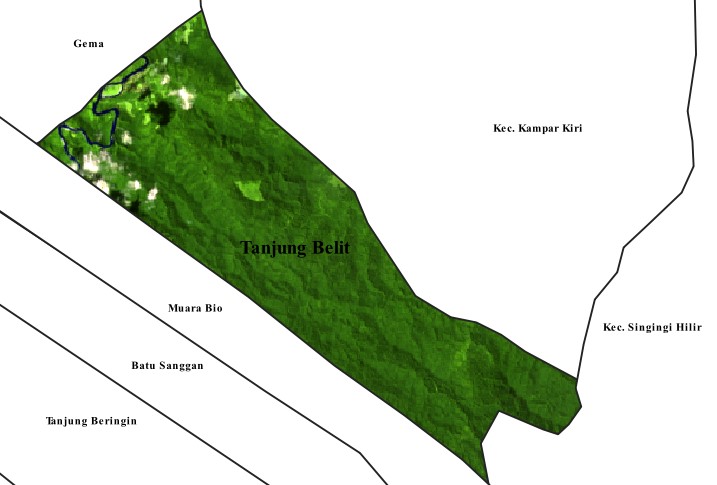 Gema
Kec. Kampar Kiri
Tanjung Belit
Muara Bio
Kec. Singingi Hilir
Batu Sanggan
Tanjung Beringin